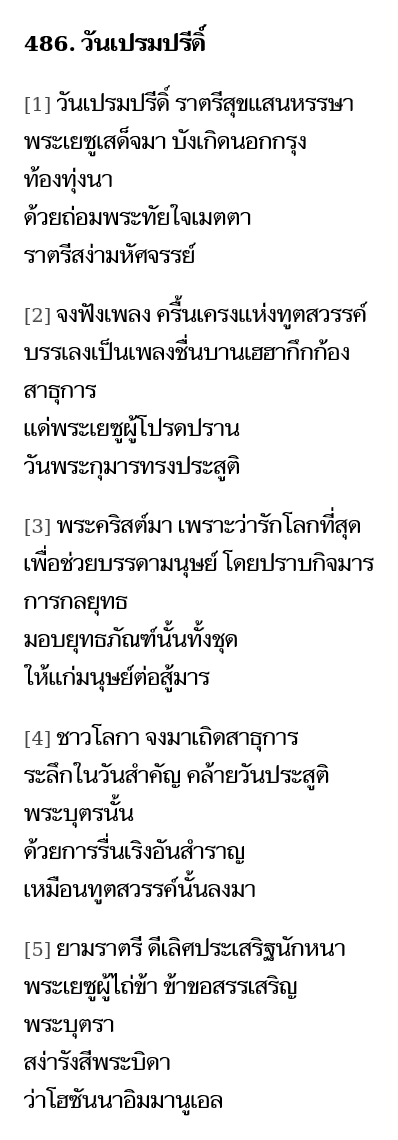 486. วันเปรมปรีดิ์
[1] วันเปรมปรีดิ์ ราตรีสุขแสนหรรษา
พระเยซูเสด็จมา บังเกิดนอกกรุง
ท้องทุ่งนา
ด้วยถ่อมพระทัยใจเมตตา
ราตรีสง่ามหัศจรรย์
[2] จงฟังเพลง ครื้นเครงแห่งทูตสวรรค์
บรรเลงเป็นเพลงชื่นบานเฮฮากึกก้อง
สาธุการ
แด่พระเยซูผู้โปรดปราน
วันพระกุมารทรงประสูติ
[3] พระคริสต์มา เพราะว่ารักโลกที่สุด
เพื่อช่วยบรรดามนุษย์ โดยปราบกิจมาร
การกลยุทธ
มอบยุทธภัณฑ์นั้นทั้งชุด
ให้แก่มนุษย์ต่อสู้มาร
[4] ชาวโลกา จงมาเถิดสาธุการ
ระลึกในวันสำคัญ คล้ายวันประสูติ
พระบุตรนั้น
ด้วยการรื่นเริงอันสำราญ
เหมือนทูตสวรรค์นั้นลงมา
[5] ยามราตรี ดีเลิศประเสริฐนักหนา
พระเยซูผู้ไถ่ข้า ข้าขอสรรเสริญ
พระบุตรา
สง่ารังสีพระบิดา
ว่าโฮซันนาอิมมานูเอล